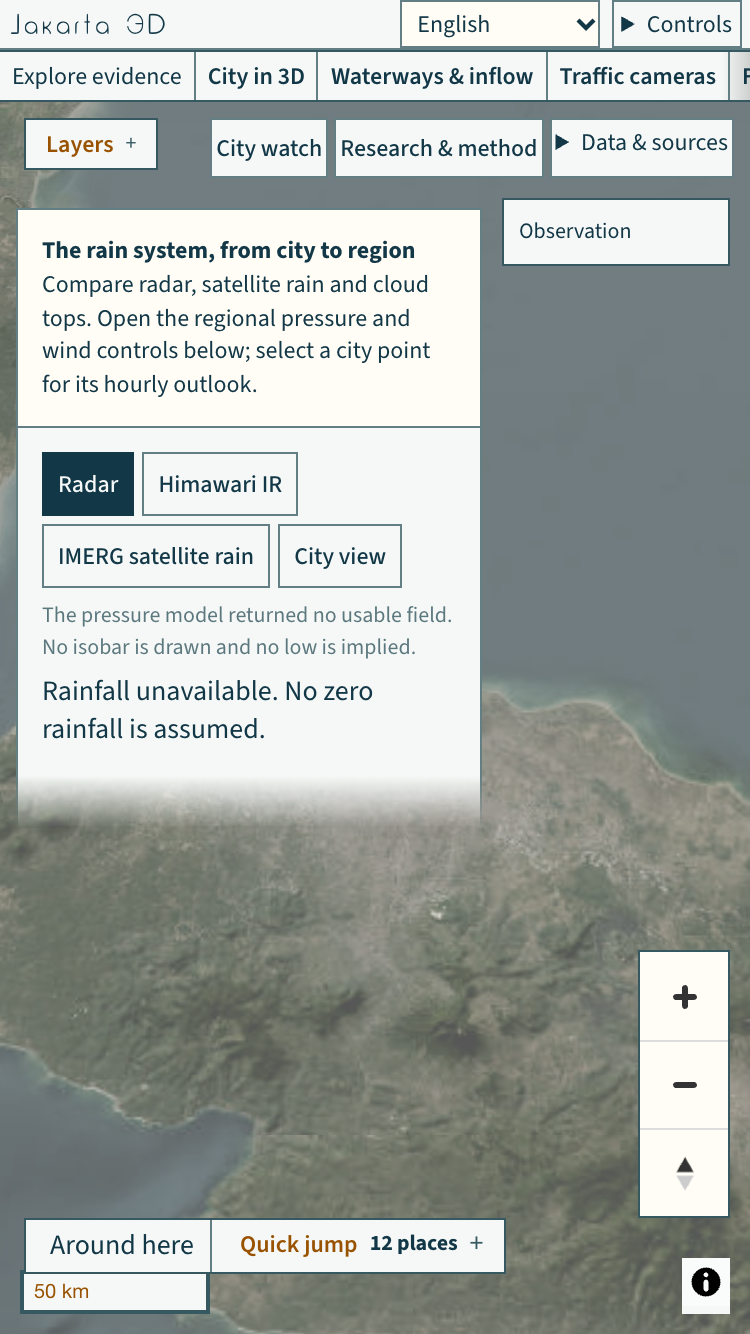 Jakarta 3D
English
Controls
Explore evidence
City in 3D
Waterways & inflow
Traffic cameras
Layers +
City watch
Research & method
Data & sources
Observation
The rain system, from city to region
Compare radar, satellite rain and cloud
tops. Open the regional pressure and
wind controls below; select a city point
for its hourly outlook.
Radar
Himawari IR
IMERG satellite rain
City view
The pressure model returned no usable field.
No isobar is drawn and no low is implied.
Rainfall unavailable. No zero
rainfall is assumed.
Around here
Quick jump 12 places +
50 km